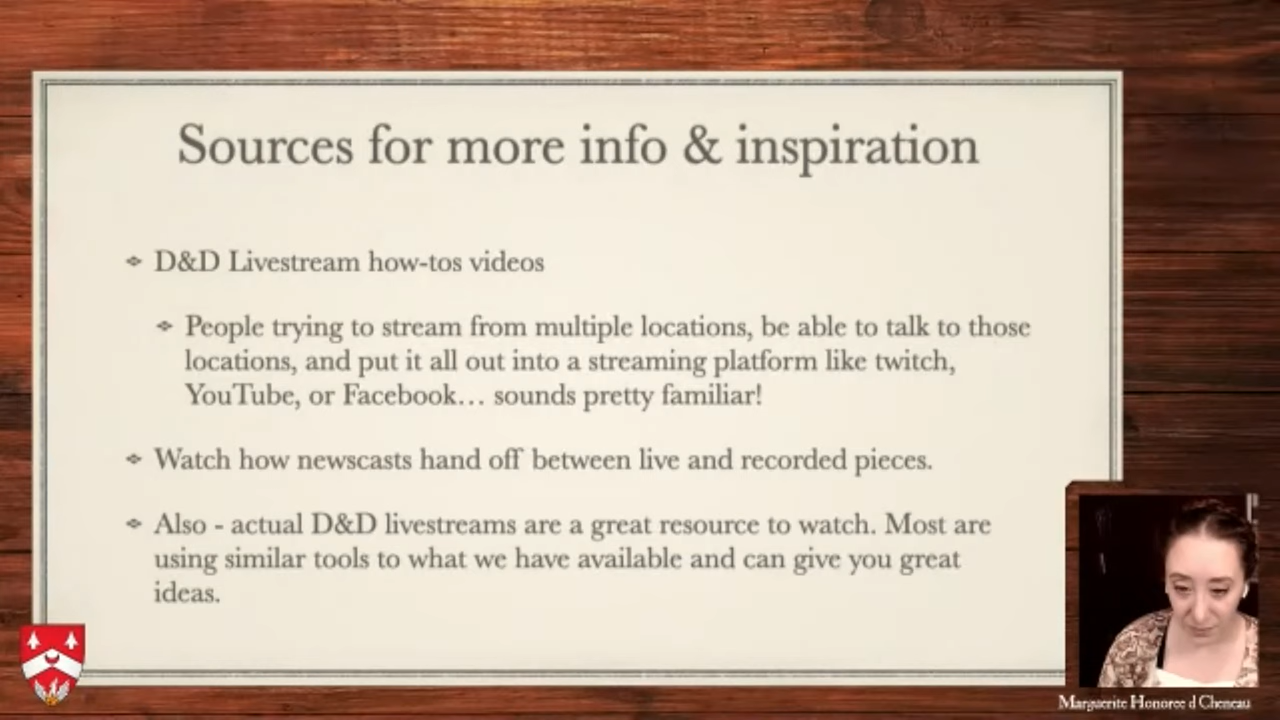 Sources for more info & inspiration
D&D Livestream how-tos videos
People trying to stream from multiple locations, be able to talk to those
locations, and put it all out into a streaming platform like twitch,
YouTube, or Facebook... sounds pretty familiar!
Watch how newscasts hand off between live and recorded pieces.
Also - actual D&D livestreams are a great resource to watch. Most are
using similar tools to what we have available and can give you great
ideas.
Marguerite Honoree d Cheneau